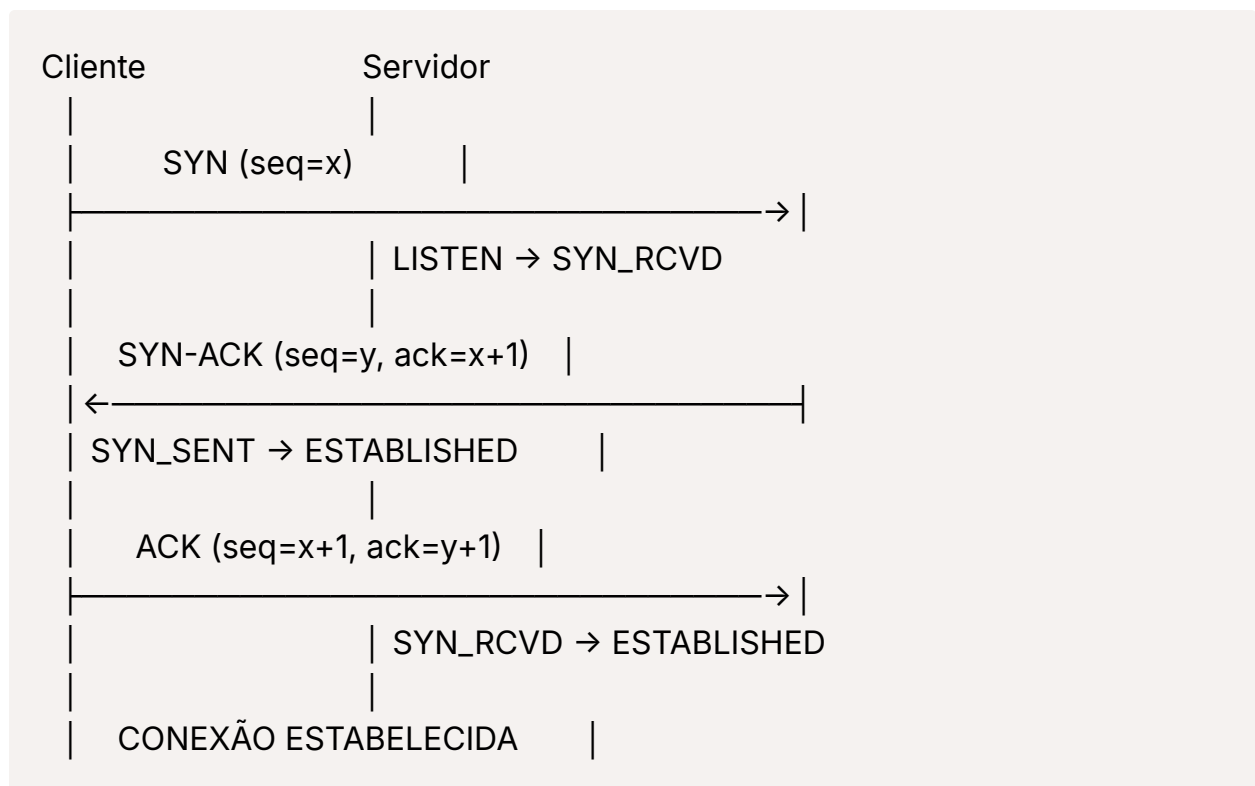 Cliente Servidor
│ │
│ SYN (seq=x) │
├──────────────────────────────→│
│ │ LISTEN → SYN_RCVD
│ │
│ SYN-ACK (seq=y, ack=x+1) │
│←──────────────────────────────┤
│ SYN_SENT → ESTABLISHED │
│ │
│ ACK (seq=x+1, ack=y+1) │
├──────────────────────────────→│
│ │ SYN_RCVD → ESTABLISHED
│ │
│ CONEXÃO ESTABELECIDA │